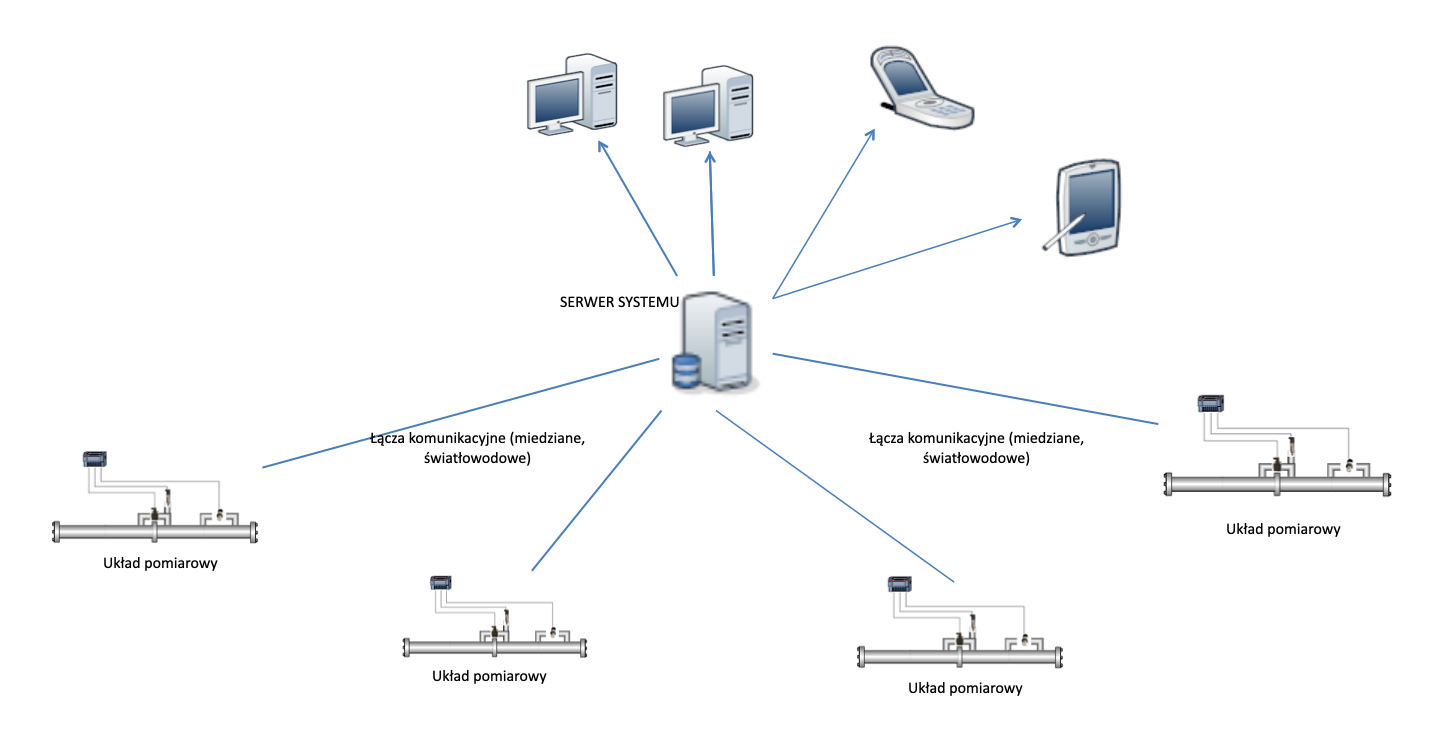 SERWER SYSTEMU
Łącza komunikacyjne (miedziane,
światłowodowe)
Łącza komunikacyjne (miedziane,
światłowodowe)
Układ pomiarowy
Układ pomiarowy
Układ pomiarowy
Układ pomiarowy